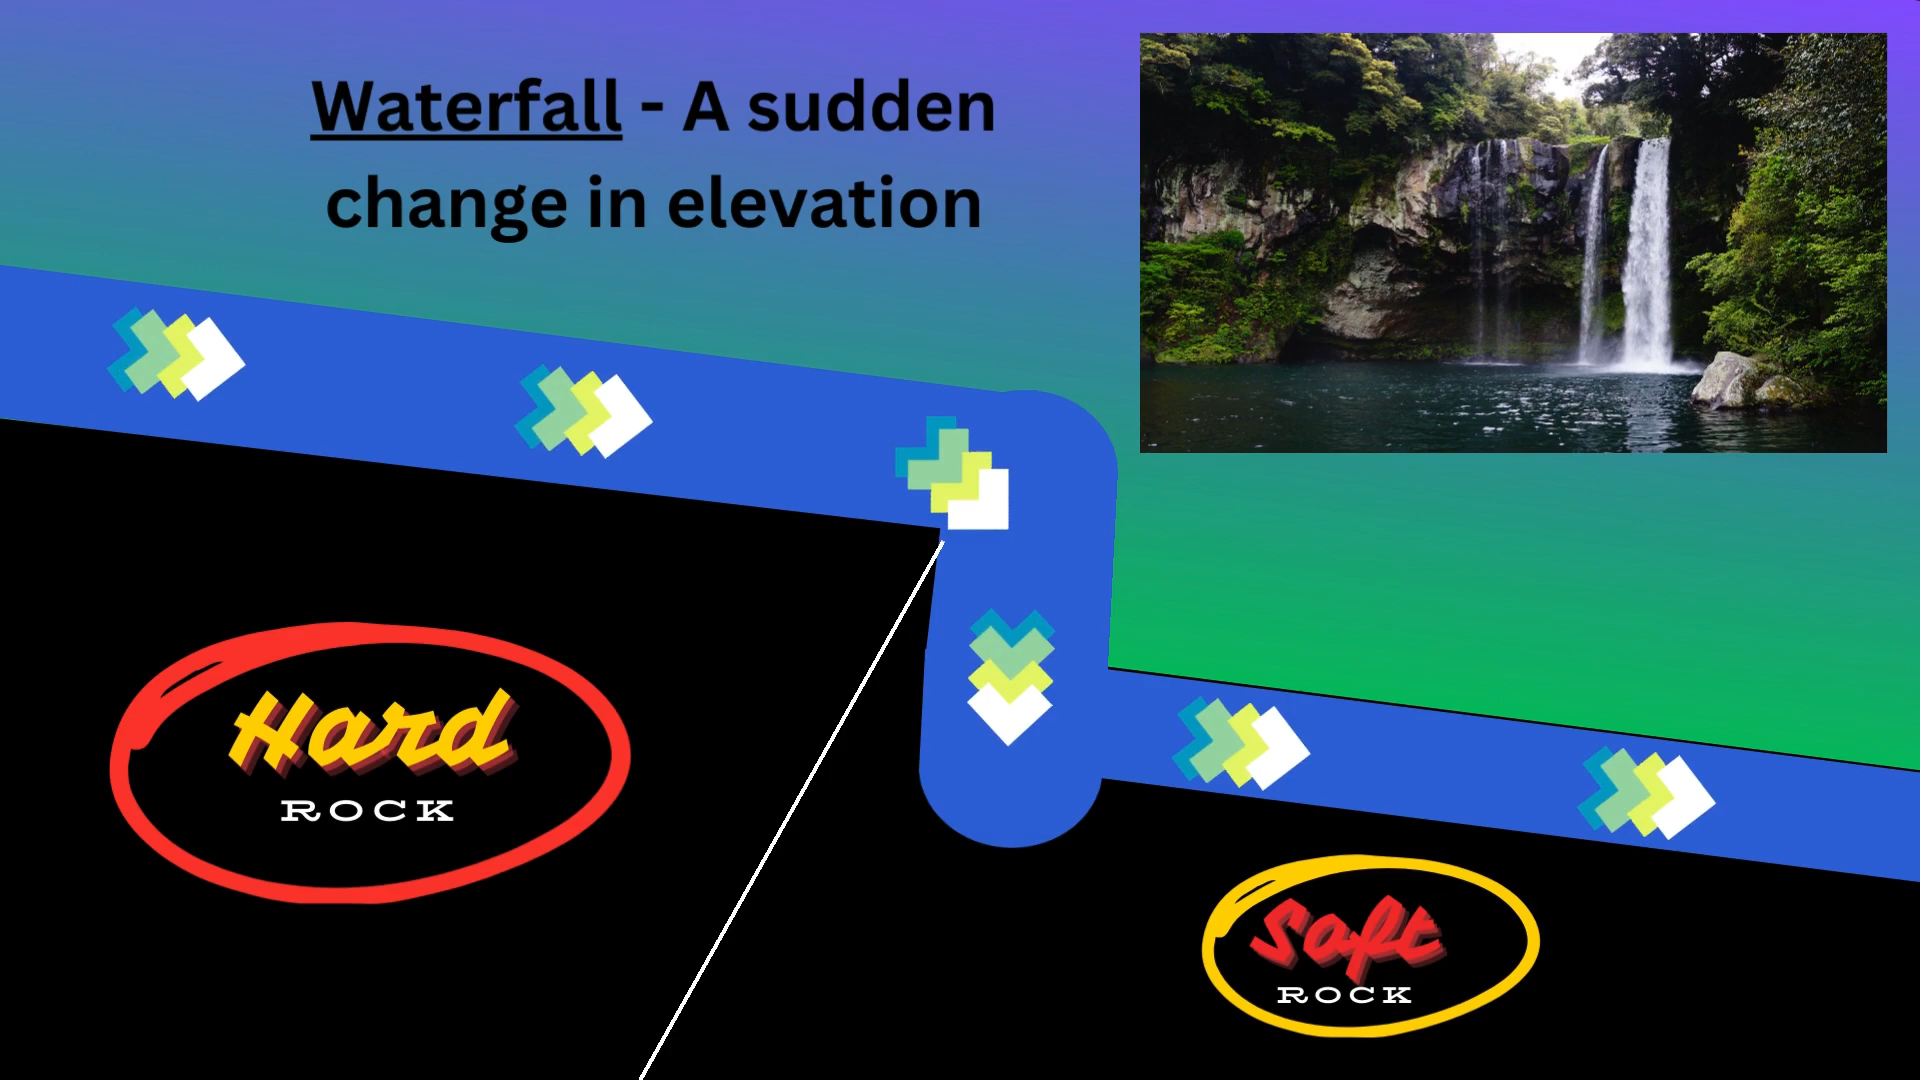 Waterfall - A sudden
change in elevation
Hard
ROCK
Soft
ROCK